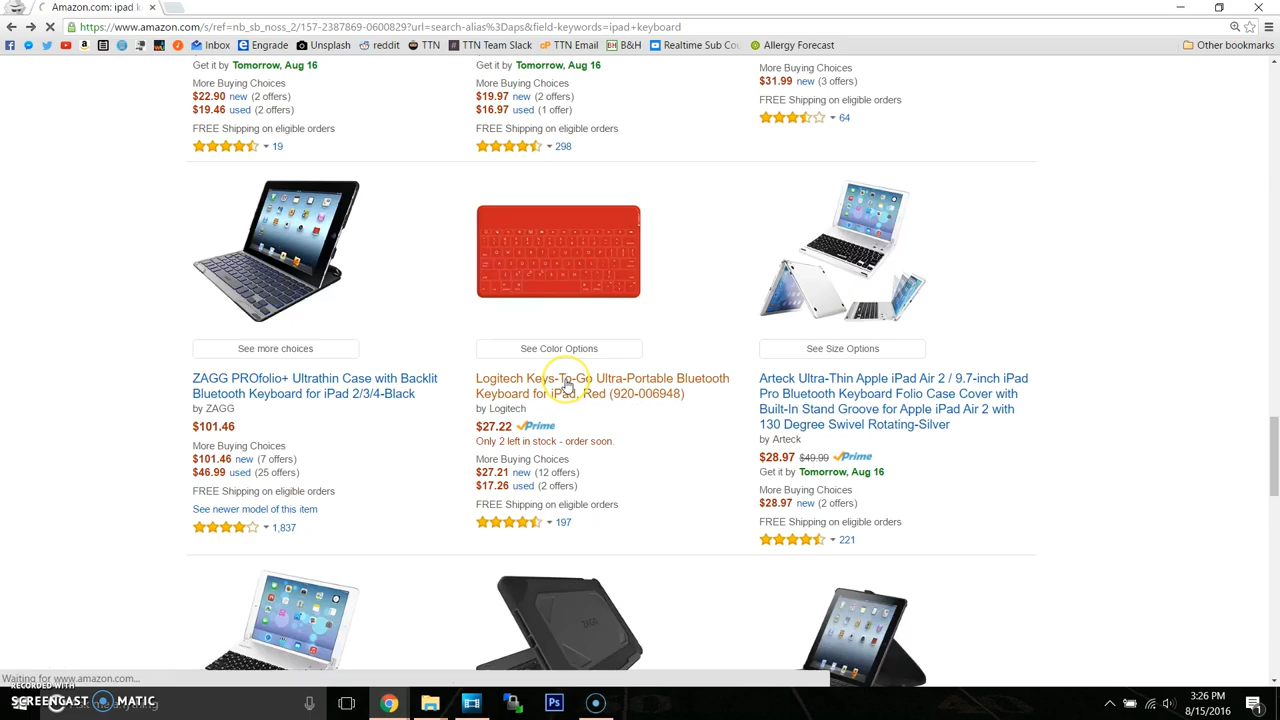 Amazon.com: ipad k
https://www.amazon.com/s/ref=nb_sb_noss_2/157-2387869-0600829?url=search-alias%3Daps&field-keywords=ipad+keyboard
Inbox
Engrade
Unsplash
reddit
TTN
TTN Team Slack
TTN Email
B&H
Realtime Sub Cou
Allergy Forecast
Other bookmarks
Get it by Tomorrow, Aug 16
More Buying Choices
$22.90 new (2 offers)
$19.46 used (2 offers)
FREE Shipping on eligible orders
19
Get it by Tomorrow, Aug 16
More Buying Choices
$19.97 new (2 offers)
$16.97 used (1 offer)
FREE Shipping on eligible orders
298
More Buying Choices
$31.99 new (3 offers)
FREE Shipping on eligible orders
64
See more choices
ZAGG PROfolio+ Ultrathin Case with Backlit
Bluetooth Keyboard for iPad 2/3/4-Black
by ZAGG
$101.46
More Buying Choices
$101.46 new (7 offers)
$46.99 used (25 offers)
FREE Shipping on eligible orders
See newer model of this item
1,837
See Color Options
Logitech Keys-To-Go Ultra-Portable Bluetooth
Keyboard for iPad, Red (920-006948)
by Logitech
$27.22 Prime
Only 2 left in stock - order soon.
More Buying Choices
$27.21 new (12 offers)
$17.26 used (2 offers)
FREE Shipping on eligible orders
197
See Size Options
Arteck Ultra-Thin Apple iPad Air 2 / 9.7-inch iPad
Pro Bluetooth Keyboard Folio Case Cover with
Built-In Stand Groove for Apple iPad Air 2 with
130 Degree Swivel Rotating-Silver
by Arteck
$28.97 $49.99 Prime
Get it by Tomorrow, Aug 16
More Buying Choices
$28.97 new (2 offers)
FREE Shipping on eligible orders
221
ZAGG
Waiting for www.amazon.com...
RECORDED WITH
SCREENCAST MATIC
Ps
3:26 PM
8/15/2016
1